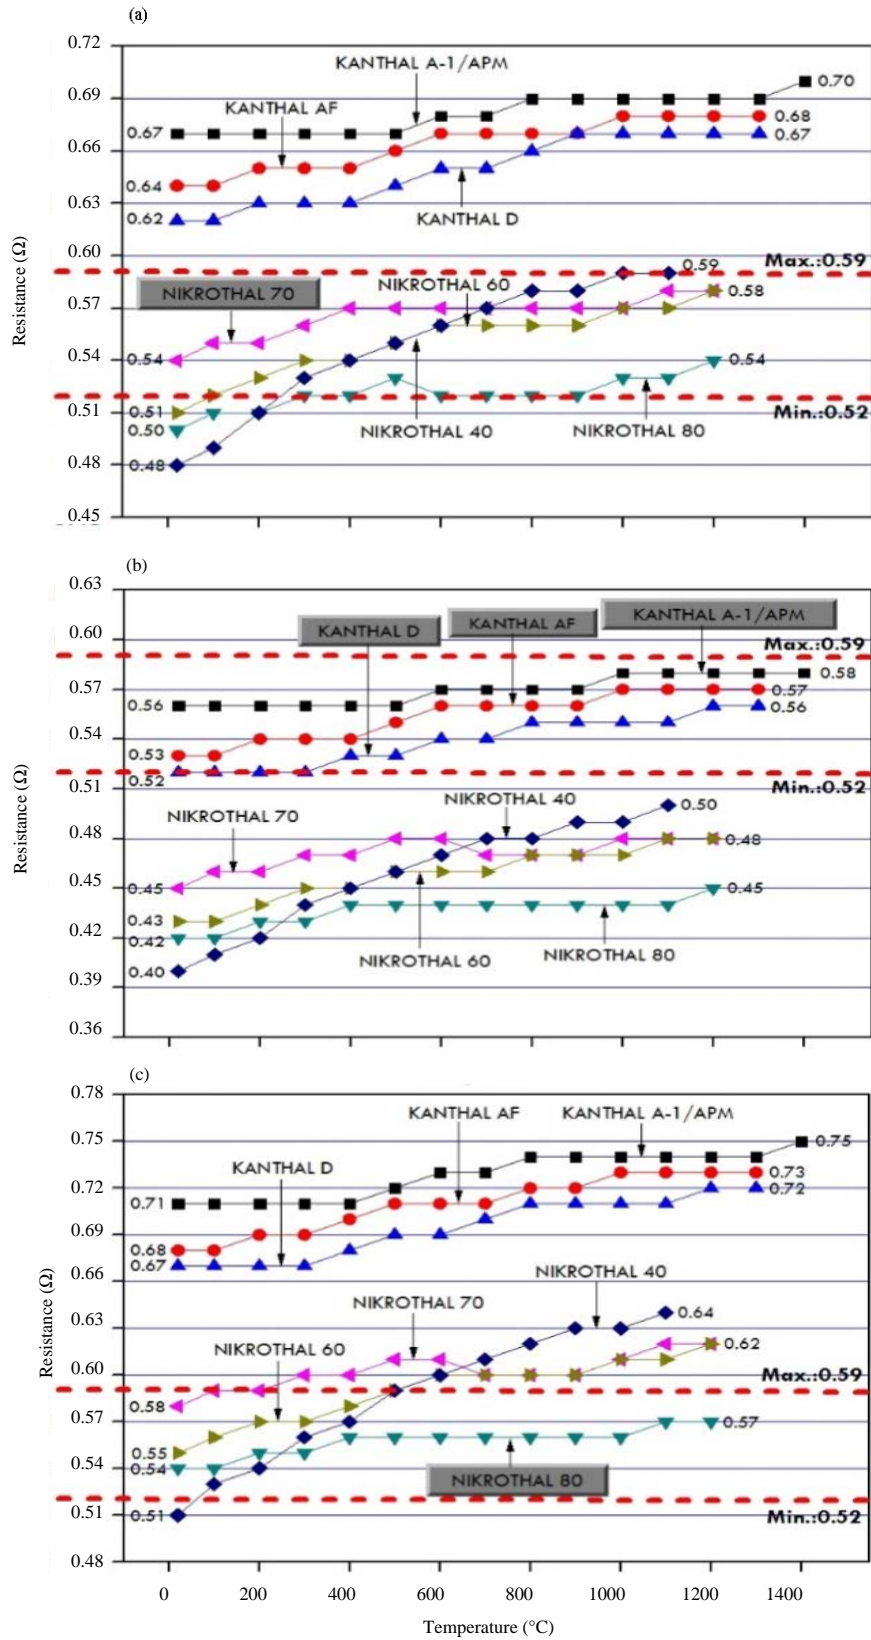 (a)
0.72
KANTHAL A-1/APM
0.70
0.69
KANTHAL AF
0.68
0.67
0.67
0.66
0.64
0.63
0.62
KANTHAL D
0.60
Max.:0.59
0.59
NIKROTHAL 60
NIKROTHAL 70
0.58
0.57
0.54
0.54
0.54
Min.:0.52
0.51
0.51
0.50
NIKROTHAL 40
NIKROTHAL 80
0.48
0.48
0.45
Resistance (Ω)
(b)
0.63
KANTHAL A-1/APM
KANTHAL AF
KANTHAL D
0.60
Max.:0.59
0.58
0.57
0.57
0.56
0.56
0.54
0.53
0.52
0.51
Min.:0.52
NIKROTHAL 40
0.50
NIKROTHAL 70
0.48
0.48
0.45
0.45
0.45
0.43
0.42
0.42
NIKROTHAL 60
NIKROTHAL 80
0.40
0.39
0.36
Resistance (Ω)
(c)
0.78
KANTHAL AF
KANTHAL A-1/APM
0.75
0.75
KANTHAL D
0.73
0.72
0.72
0.71
0.69
0.68
0.67
0.66
NIKROTHAL 40
NIKROTHAL 70
0.64
0.63
NIKROTHAL 60
0.62
0.60
Max.:0.59
0.58
0.57
0.57
0.55
0.54
0.54
NIKROTHAL 80
0.51
0.51
Min.:0.52
0.48
Resistance (Ω)
0 200 400 600 800 1000 1200 1400
Temperature (°C)